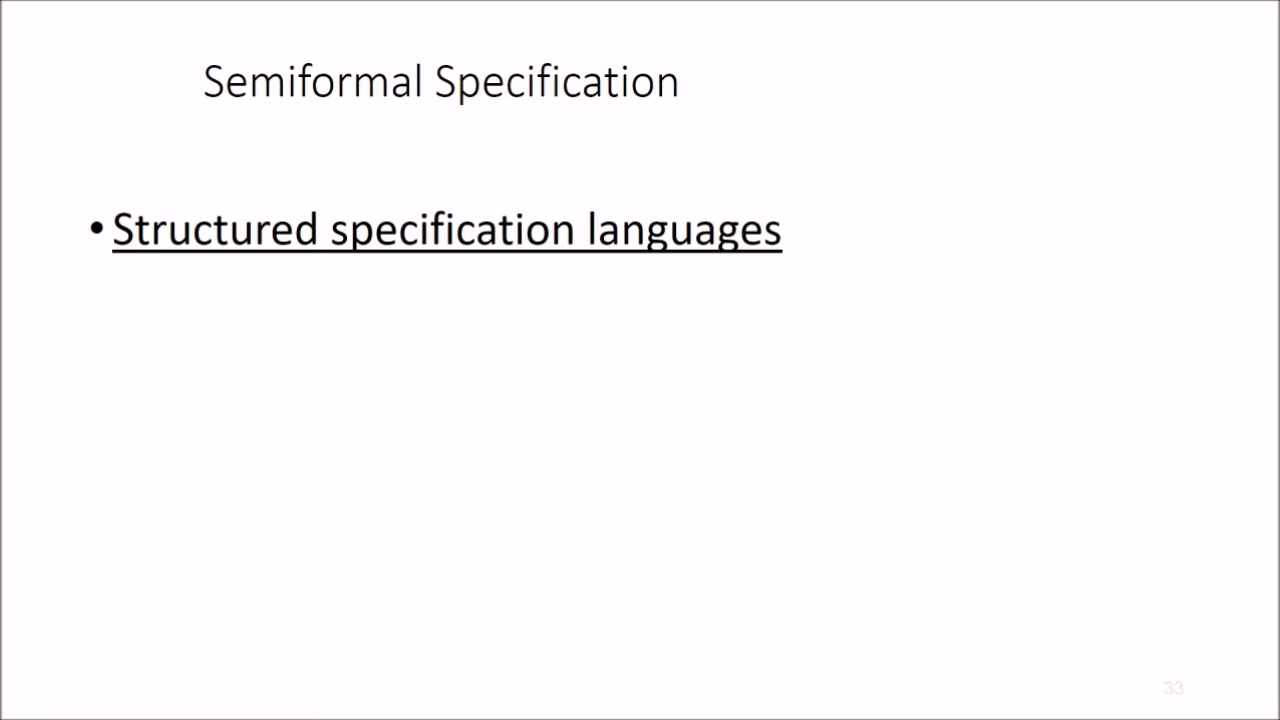 Semiformal Specification
• Structured specification languages
33